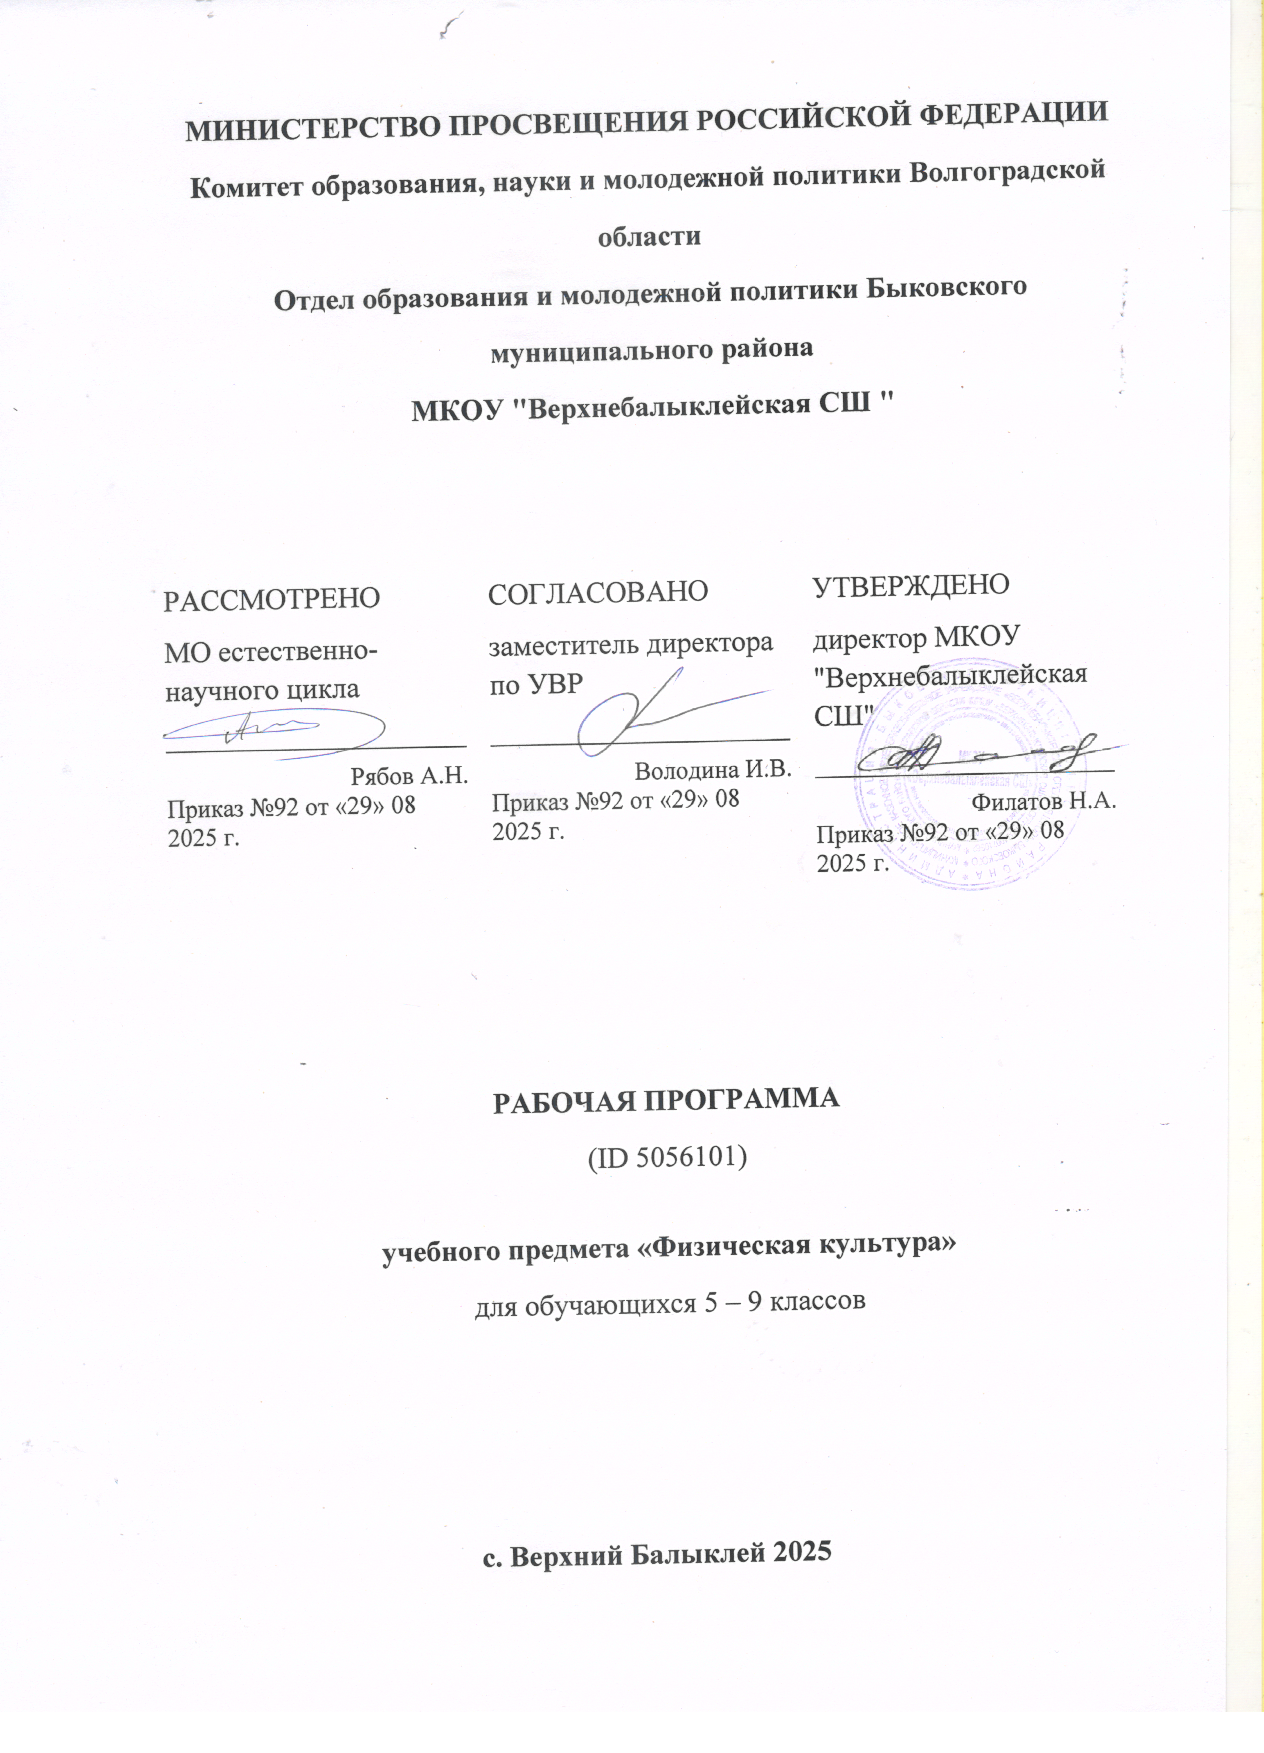 МИНИСТЕРСТВО ПРОСВЕЩЕНИЯ РОССИЙСКОЙ ФЕДЕРАЦИИ
Комитет образования, науки и молодежной политики Волгоградской
области
Отдел образования и молодежной политики Быковского
муниципального района
МКОУ "Верхнебалыклейская СШ "
РАССМОТРЕНО
МО естественно-
научного цикла
Рябов А.Н.
Приказ №92 от «29» 08
2025 г.
СОГЛАСОВАНО
заместитель директора
по УВР
Володина И.В.
Приказ №92 от «29» 08
2025 г.
УТВЕРЖДЕНО
директор МКОУ
"Верхнебалыклейская
СШ"
Филатов Н.А.
Приказ №92 от «29» 08
2025 г.
РАБОЧАЯ ПРОГРАММА
(ID 5056101)
учебного предмета «Физическая культура»
для обучающихся 5 – 9 классов
с. Верхний Балыклей 2025